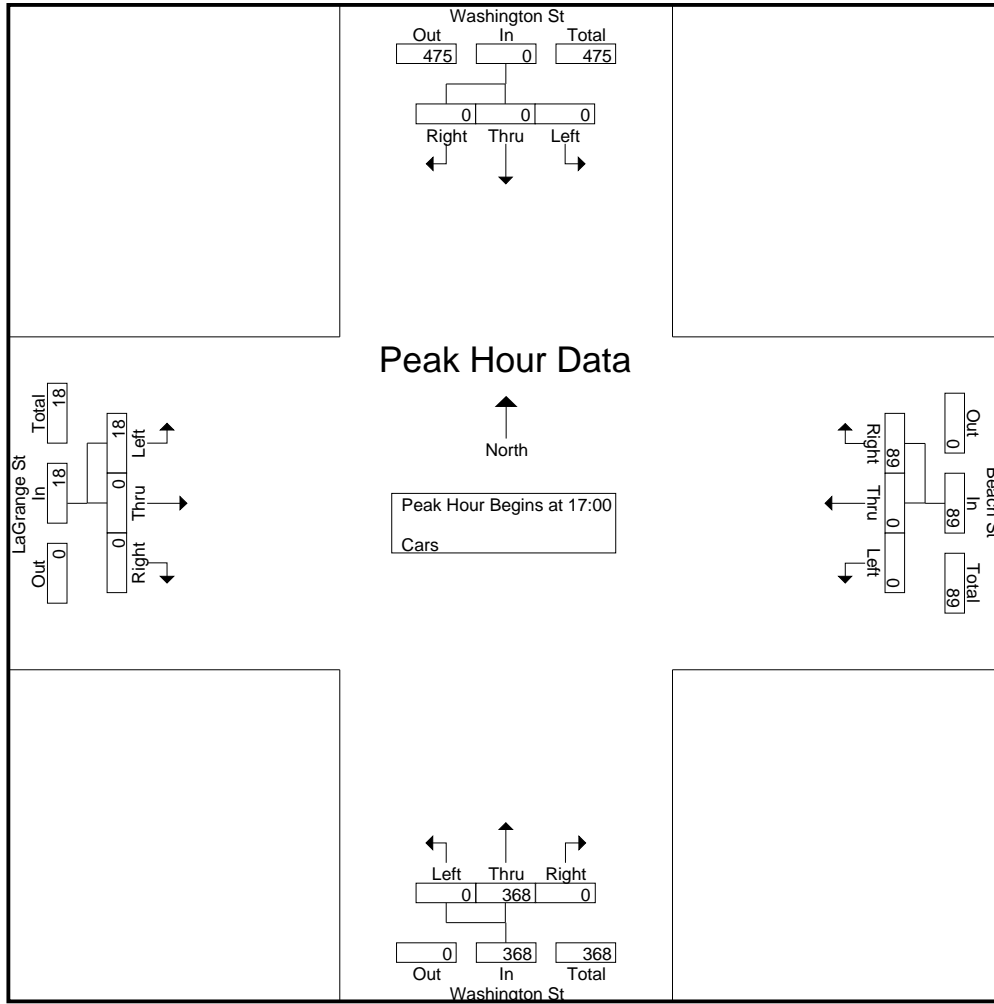 Washington St
Out In Total
475 0 475
0 0 0
Right Thru Left
Peak Hour Data
North
Peak Hour Begins at 17:00
Cars
LaGrange St
Total In Out
18 18 0
18 0 0
Left Thru Right
Right Thru Left
89 0 0
0 89 89
Out In Total
Beach St
Left Thru Right
0 368 0
0 368 368
Out In Total
Washington St